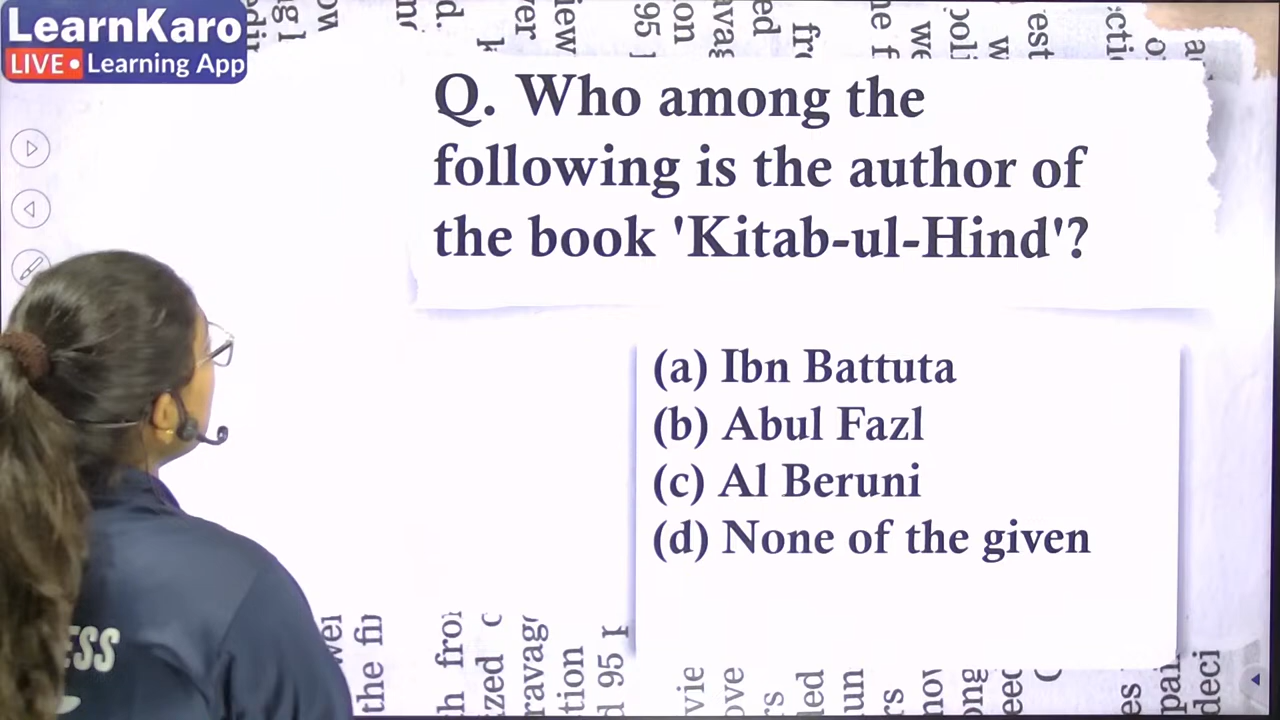 LearnKaro
LIVE • Learning App
Q. Who among the
following is the author of
the book 'Kitab-ul-Hind'?
(a) Ibn Battuta
(b) Abul Fazl
(c) Al Beruni
(d) None of the given
ESS